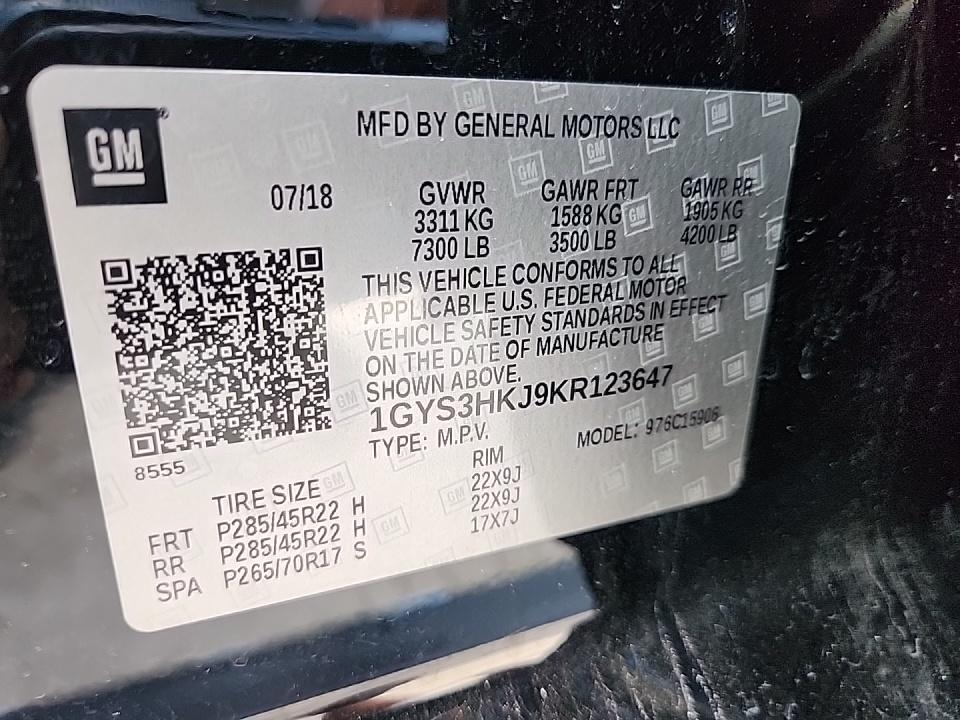 GM
MFD BY GENERAL MOTORS LLC
07/18 GVWR GAWR FRT GAWR RR
3311 KG 1588 KG 1905 KG
7300 LB 3500 LB 4200 LB
THIS VEHICLE CONFORMS TO ALL
APPLICABLE U.S. FEDERAL MOTOR
VEHICLE SAFETY STANDARDS IN EFFECT
ON THE DATE OF MANUFACTURE
SHOWN ABOVE.
1GYS3HKJ9KR123647
TYPE: M.P.V. MODEL: 976C15906
8555
TIRE SIZE RIM
FRT P285/45R22 H 22X9J
RR P285/45R22 H 22X9J
SPA P265/70R17 S 17X7J